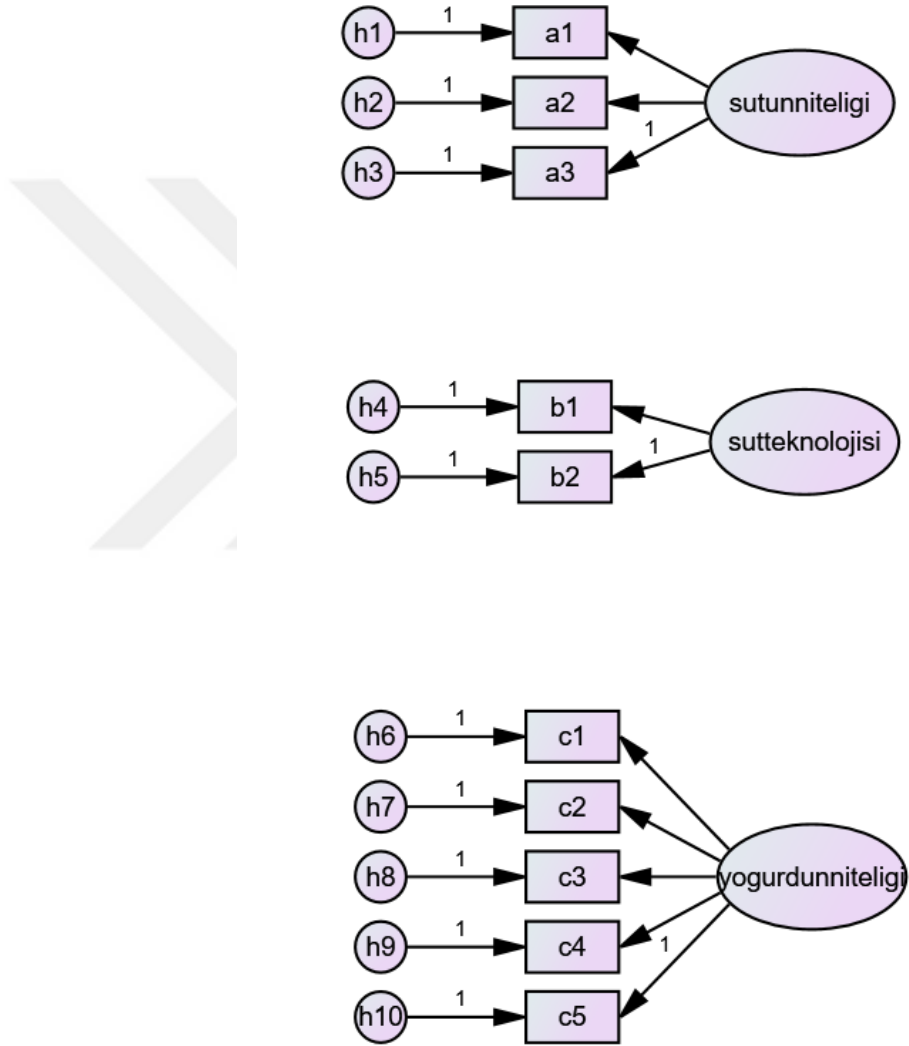 h1 1 a1
h2 1 a2 sutunniteligi
1
h3 1 a3
h4 1 b1
sutteknolojisi
1
h5 1 b2
h6 1 c1
h7 1 c2
h8 1 c3 yogurdunniteligi
h9 1 c4 1
h10 1 c5